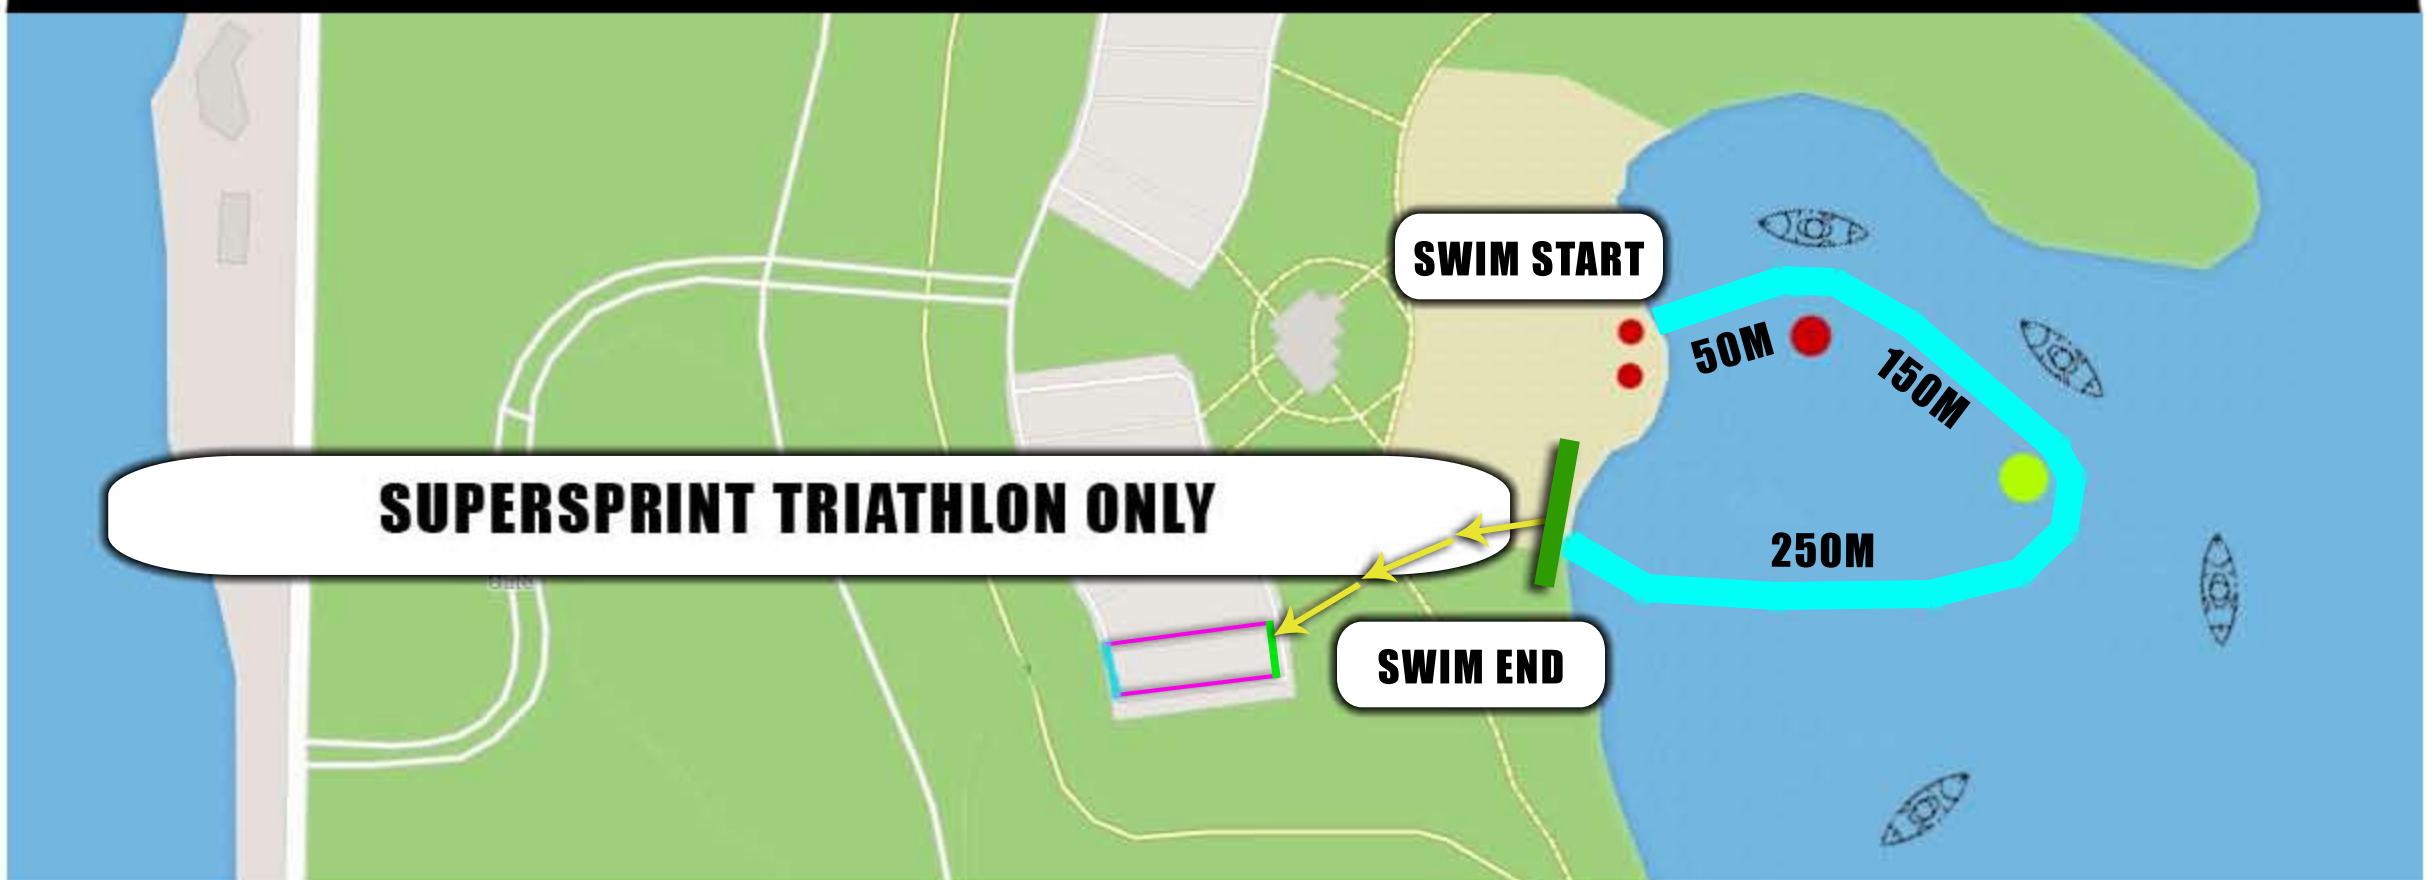 SWIM START
50M
150M
SUPERSPRINT TRIATHLON ONLY
250M
SWIM END